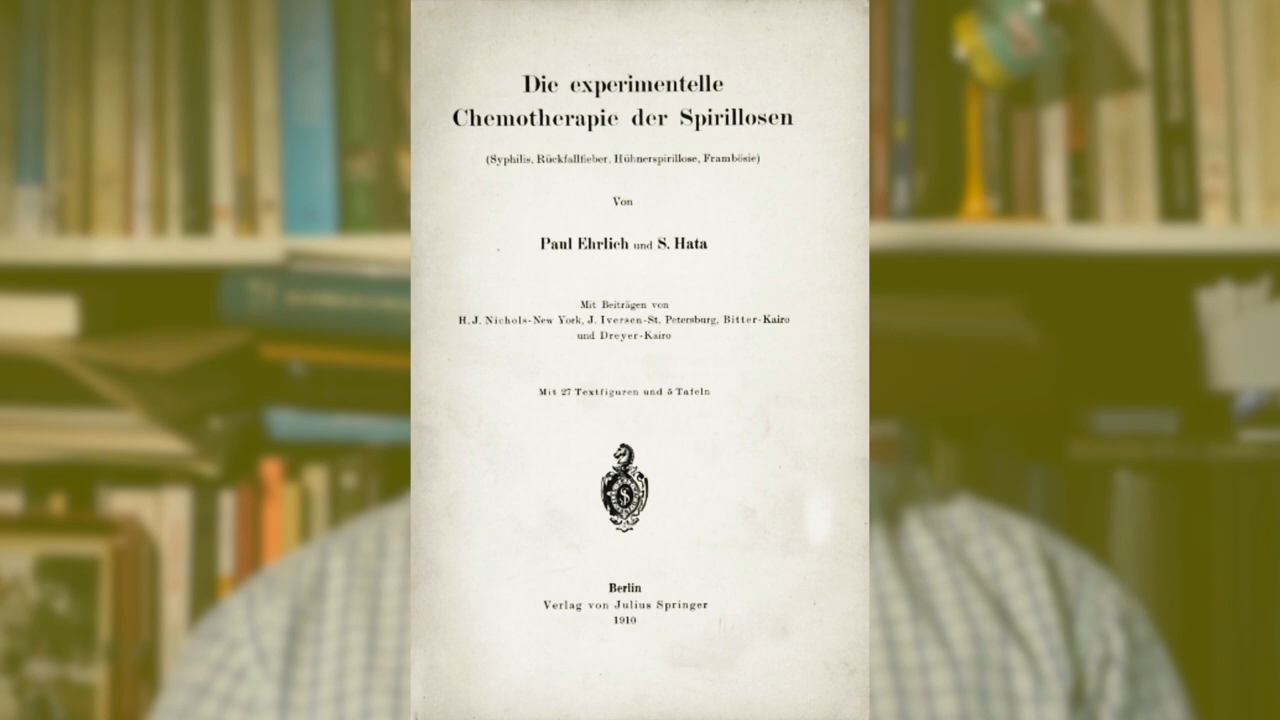 Die experimentelle
Chemotherapie der Spirillosen
(Syphilis, Rückfallfieber, Hühnerspirillose, Frambösie)
Von
Paul Ehrlich und S. Hata
Mit Beiträgen von
H. J. Nichols-New York, J. Iversen-St. Petersburg, Bitter-Kairo
und Dreyer-Kairo
Mit 27 Textfiguren und 5 Tafeln
Berlin
Verlag von Julius Springer
1910